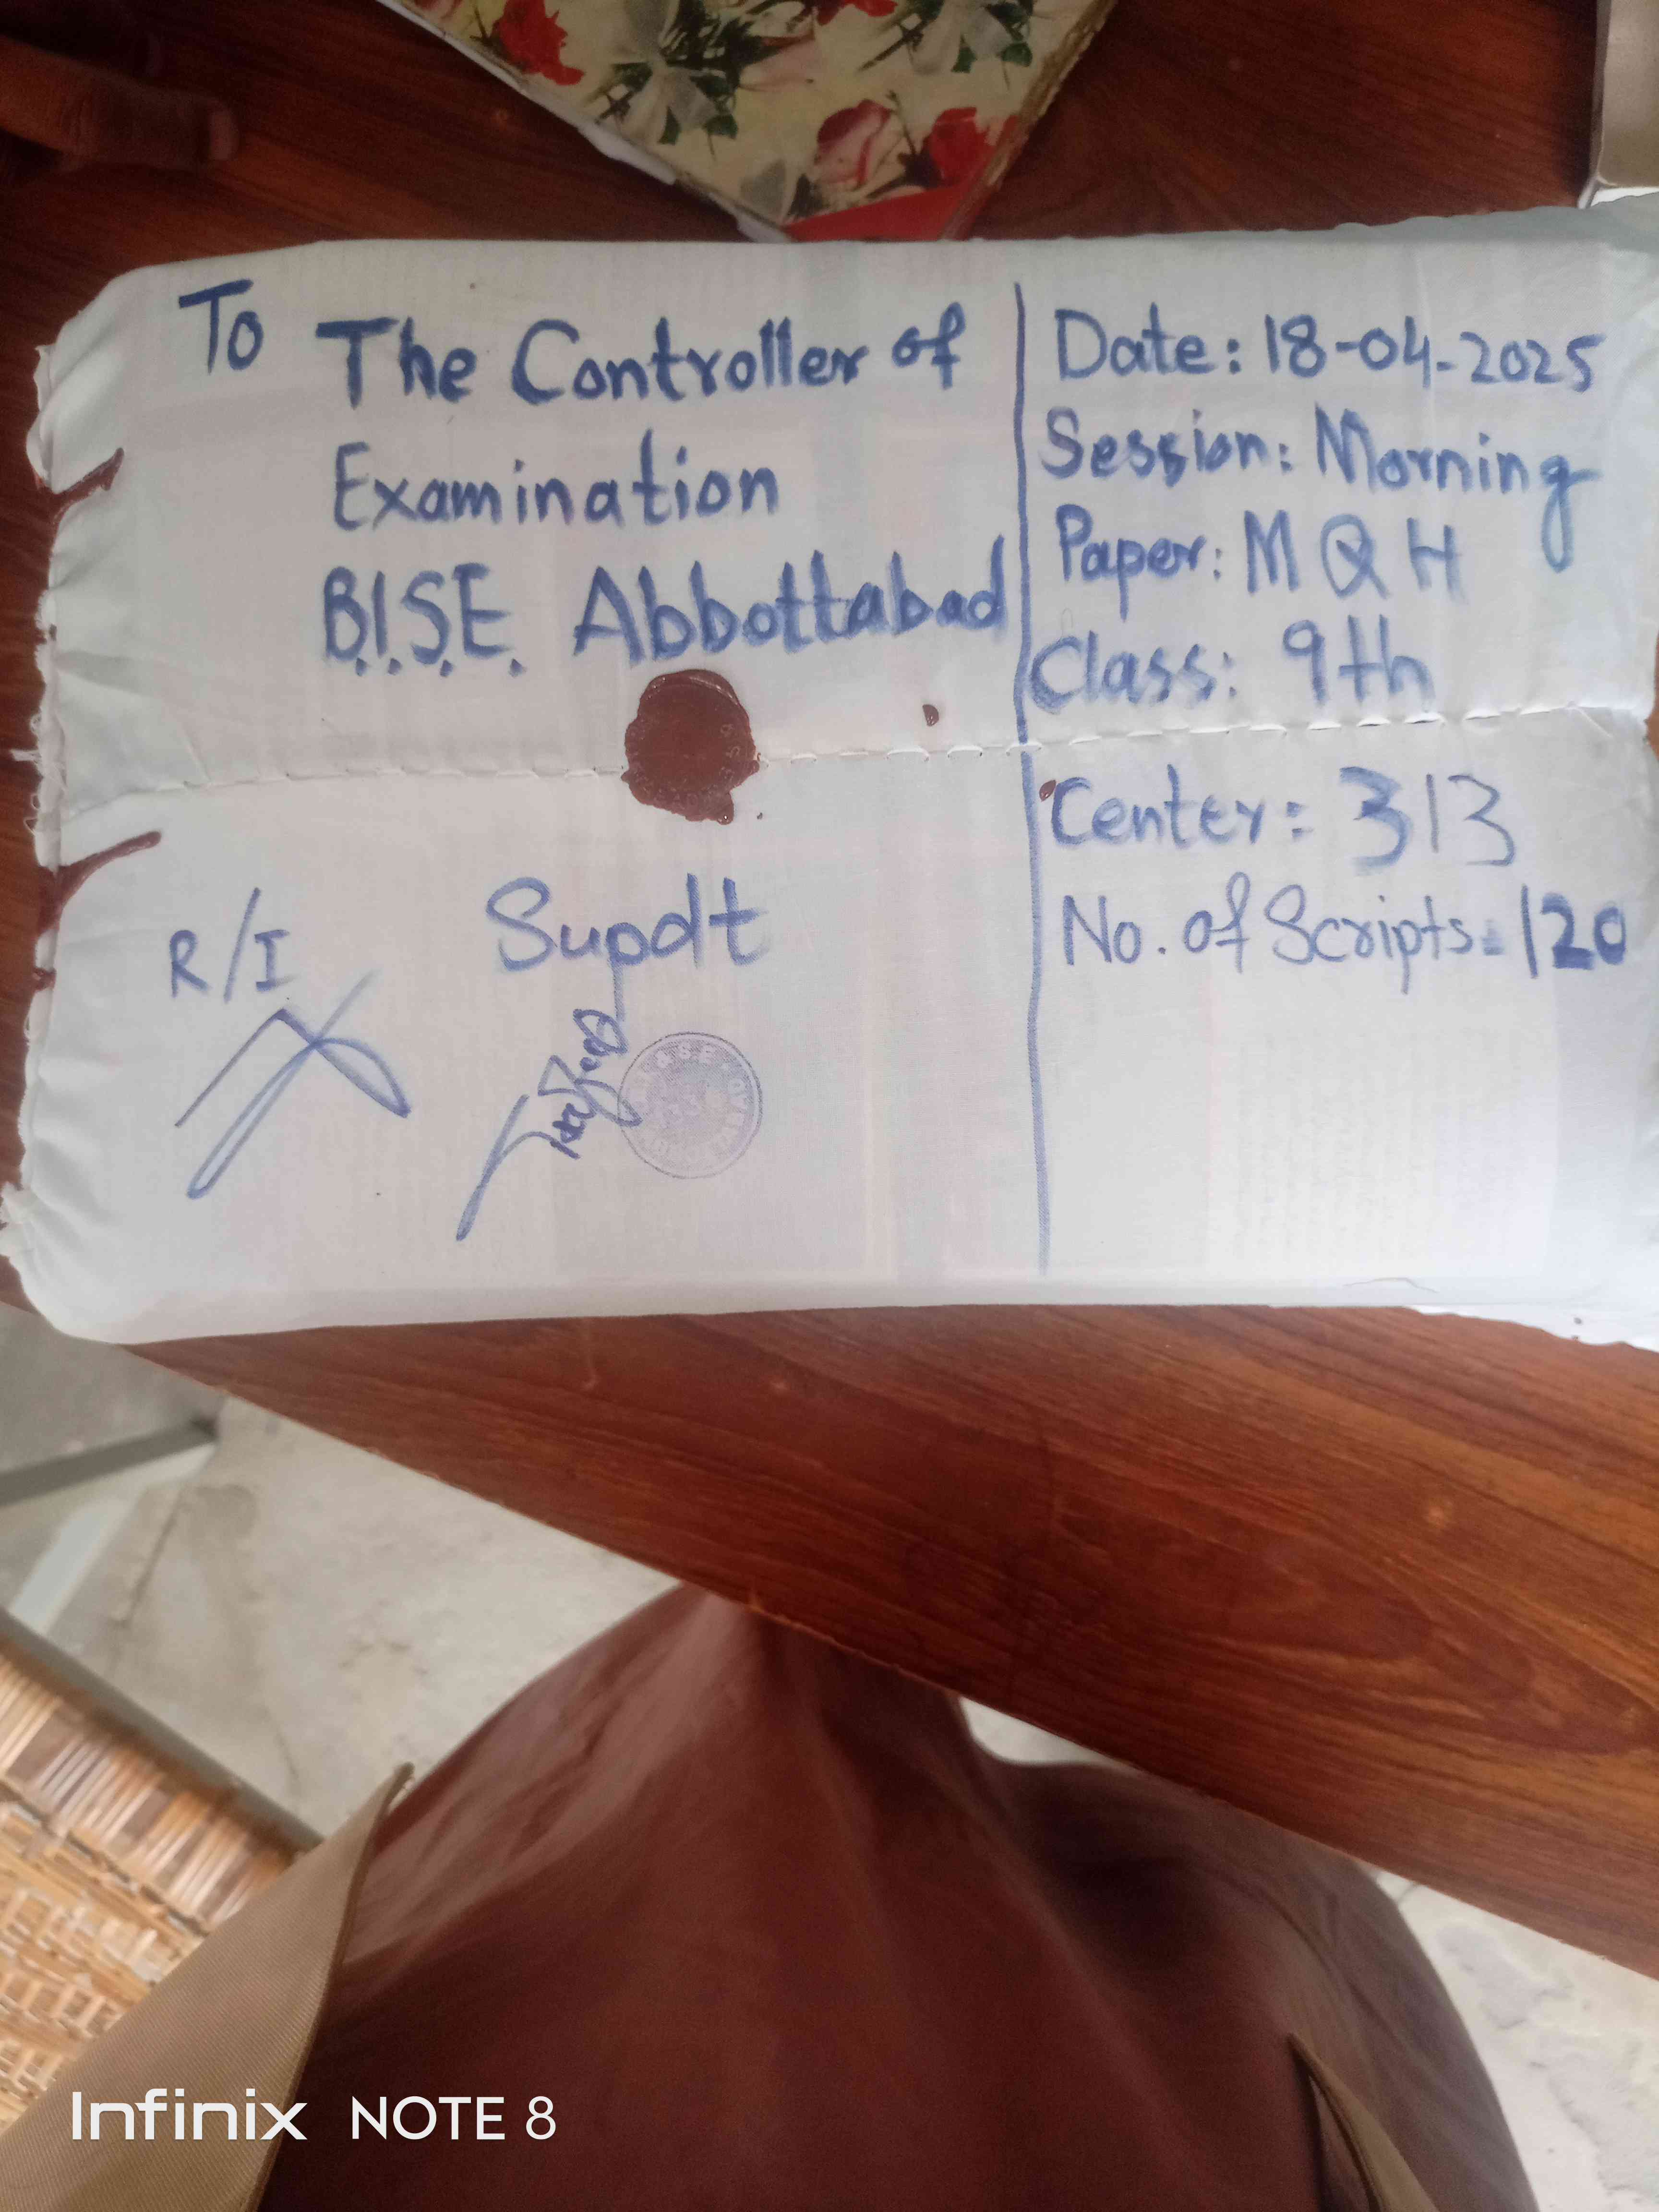 To
The Controller of
Examination
B.I.S.E. Abbottabad
R/I
Supdt
Date: 18-04-2025
Session: Morning
Paper: M Q H
Class: 9th
Center: 313
No. of Scripts = 120
Infinix NOTE 8